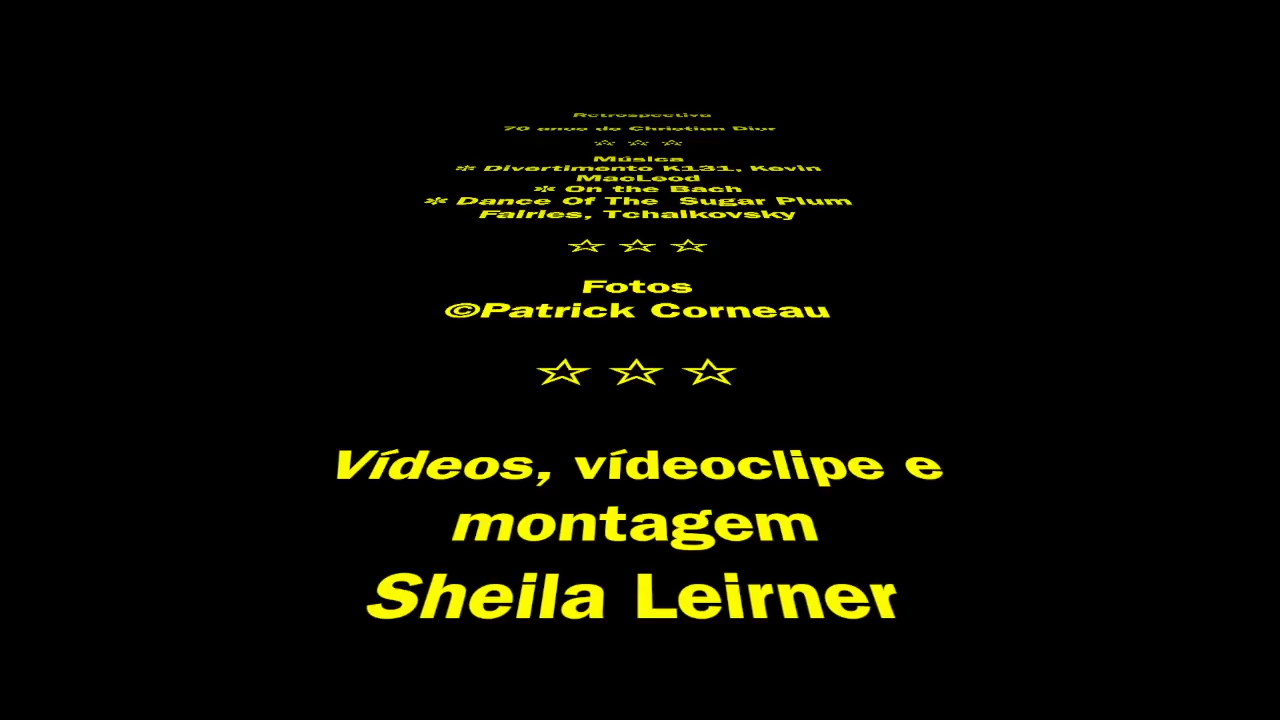 Retrospectiva
70 anos de Christian Dior
☆ ☆ ☆
Música
* Divertimento K131, Kevin
MacLeod
* On the Bach
* Dance Of The Sugar Plum
Fairies, Tchaikovsky
☆ ☆ ☆
Fotos
©Patrick Corneau
☆ ☆ ☆
Vídeos, vídeoclipe e
montagem
Sheila Leirner